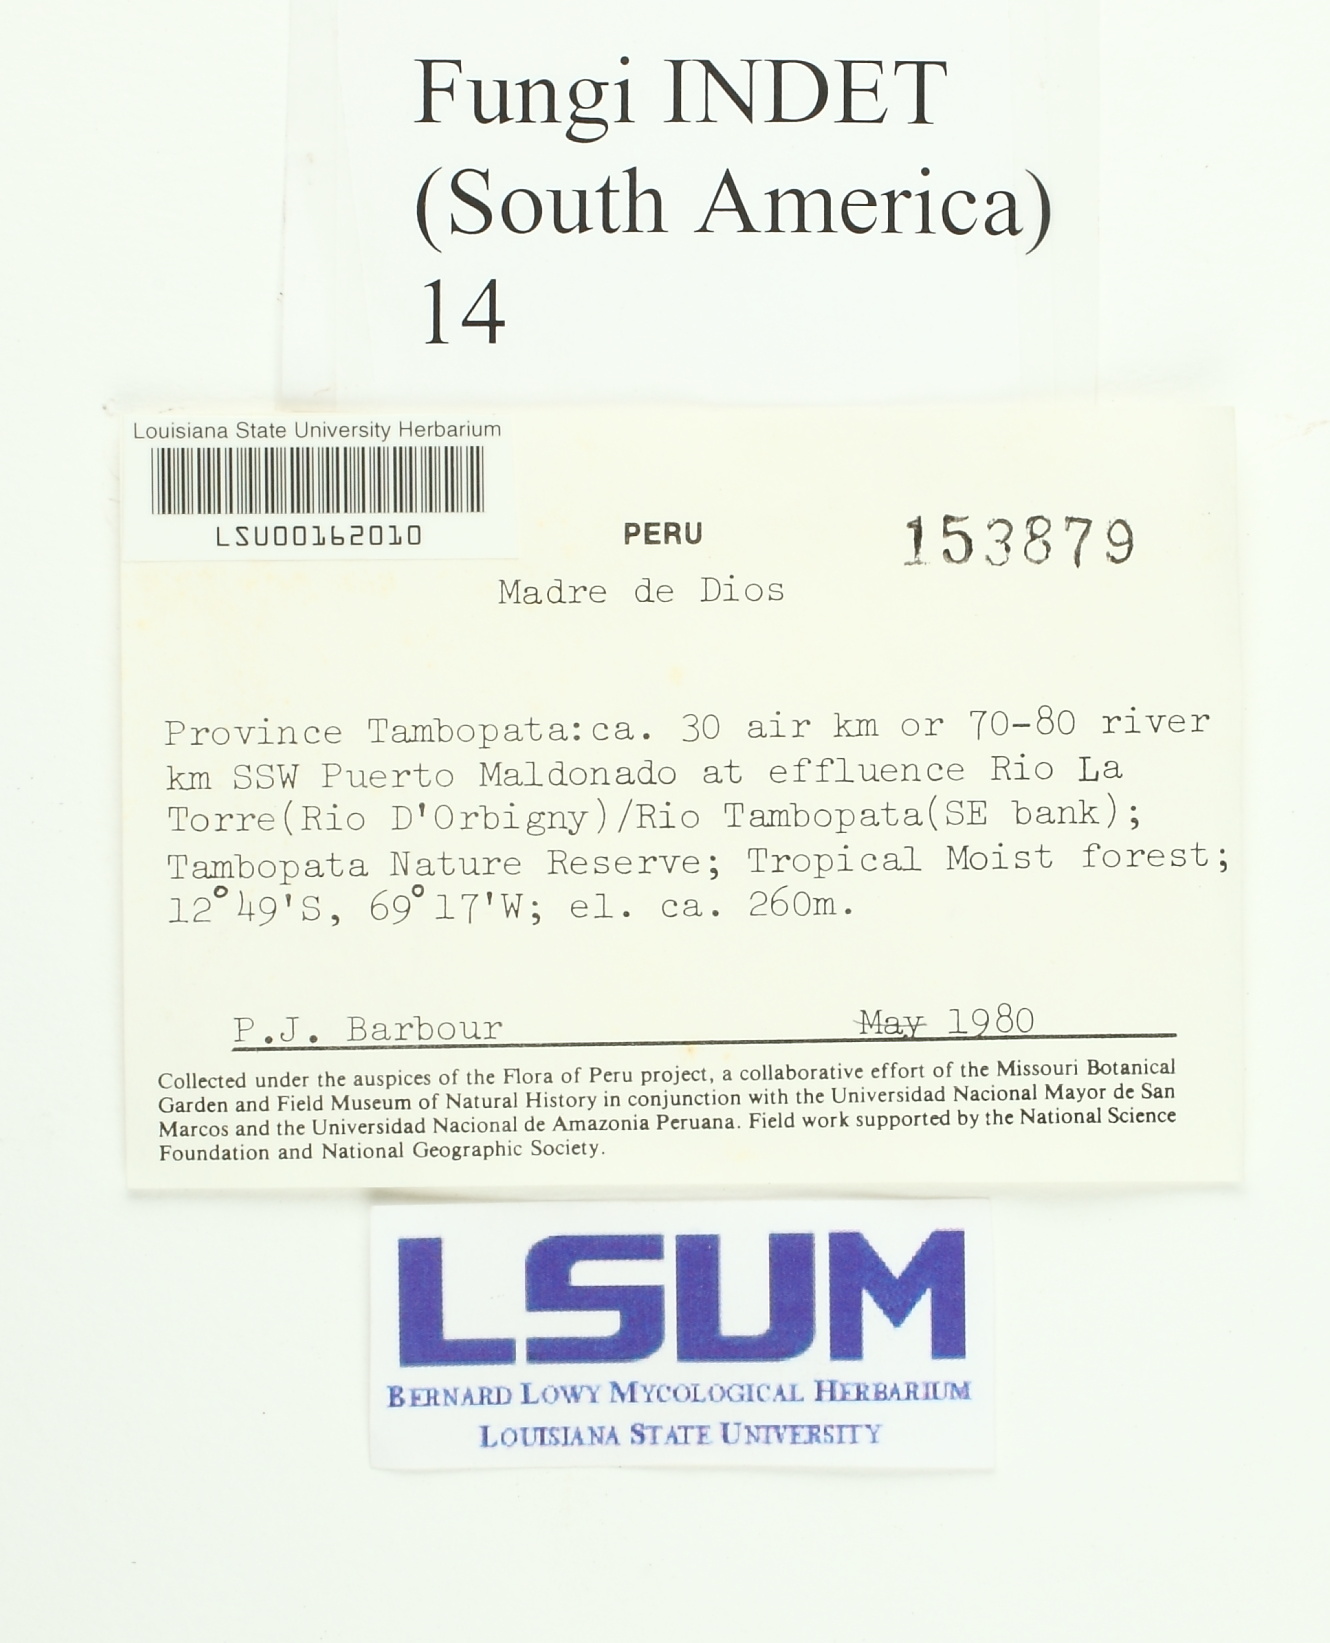 Fungi INDET
(South America)
14
Louisiana State University Herbarium
LSU00162010
PERU
153879
Madre de Dios
Province Tambopata:ca. 30 air km or 70-80 river
km SSW Puerto Maldonado at effluence Rio La
Torre(Rio D'Orbigny)/Rio Tambopata(SE bank);
Tambopata Nature Reserve; Tropical Moist forest;
12°49'S, 69°17'W; el. ca. 260m.
P.J. Barbour
May 1980
Collected under the auspices of the Flora of Peru project, a collaborative effort of the Missouri Botanical
Garden and Field Museum of Natural History in conjunction with the Universidad Nacional Mayor de San
Marcos and the Universidad Nacional de Amazonia Peruana. Field work supported by the National Science
Foundation and National Geographic Society.
LSUM
BERNARD LOWY MYCOLOGICAL HERBARIUM
LOUISIANA STATE UNIVERSITY